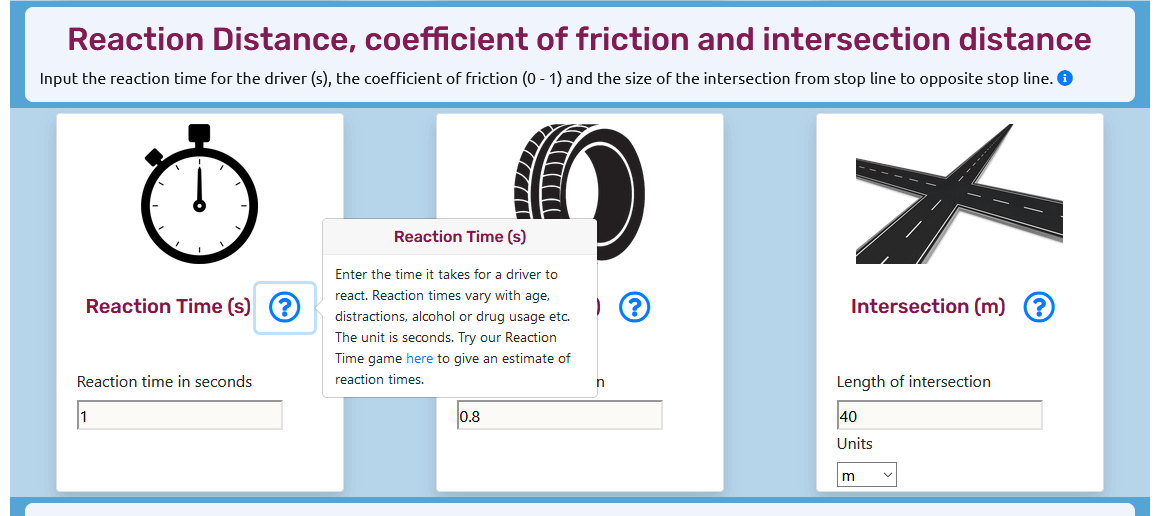 Reaction Distance, coefficient of friction and intersection distance
Input the reaction time for the driver (s), the coefficient of friction (0 - 1) and the size of the intersection from stop line to opposite stop line.
Reaction Time (s)
Reaction Time (s)
Enter the time it takes for a driver to
react. Reaction times vary with age,
distractions, alcohol or drug usage etc.
The unit is seconds. Try our Reaction
Time game here to give an estimate of
reaction times.
Intersection (m)
Reaction time in seconds
1
0.8
Length of intersection
40
Units
m